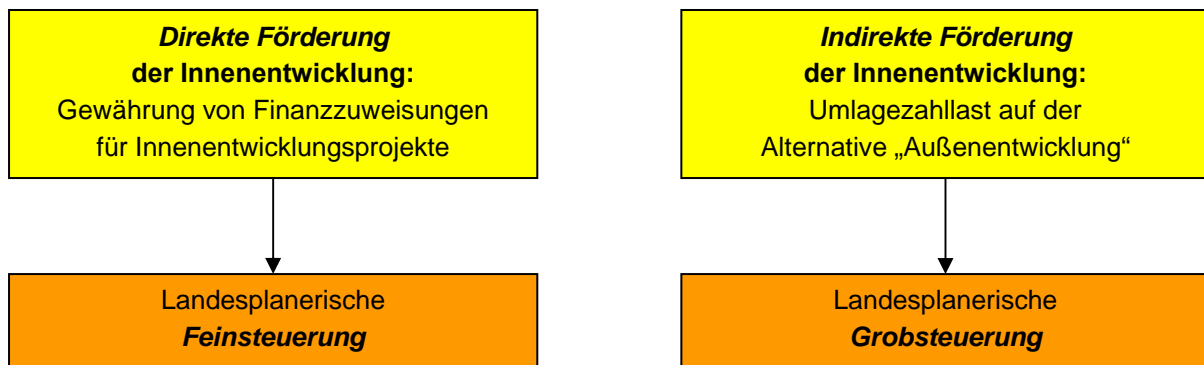 Direkte Förderung
der Innenentwicklung:
Gewährung von Finanzzuweisungen
für Innenentwicklungsprojekte
Indirekte Förderung
der Innenentwicklung:
Umlagezahllast auf der
Alternative „Außenentwicklung“
Landesplanerische
Feinsteuerung
Landesplanerische
Grobsteuerung